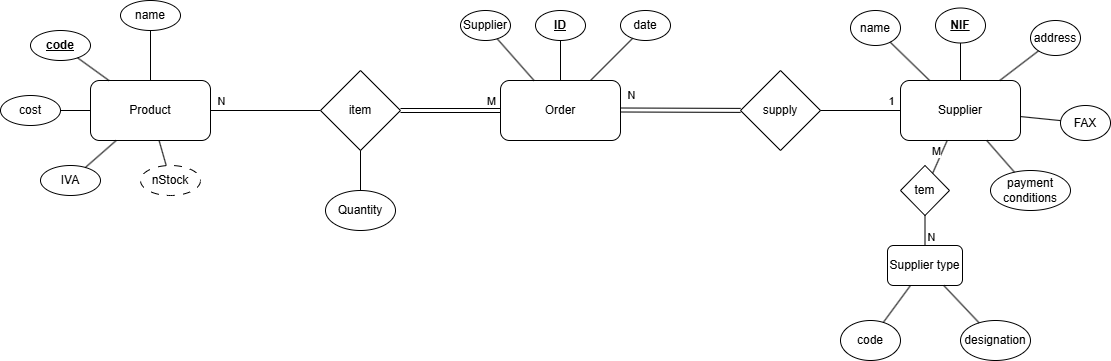 name
Supplier
ID
date
name
NIF
address
code
cost
Product
N
item
M
Order
N
supply
1
Supplier
FAX
IVA
nStock
Quantity
M
tem
payment
conditions
N
Supplier type
code
designation